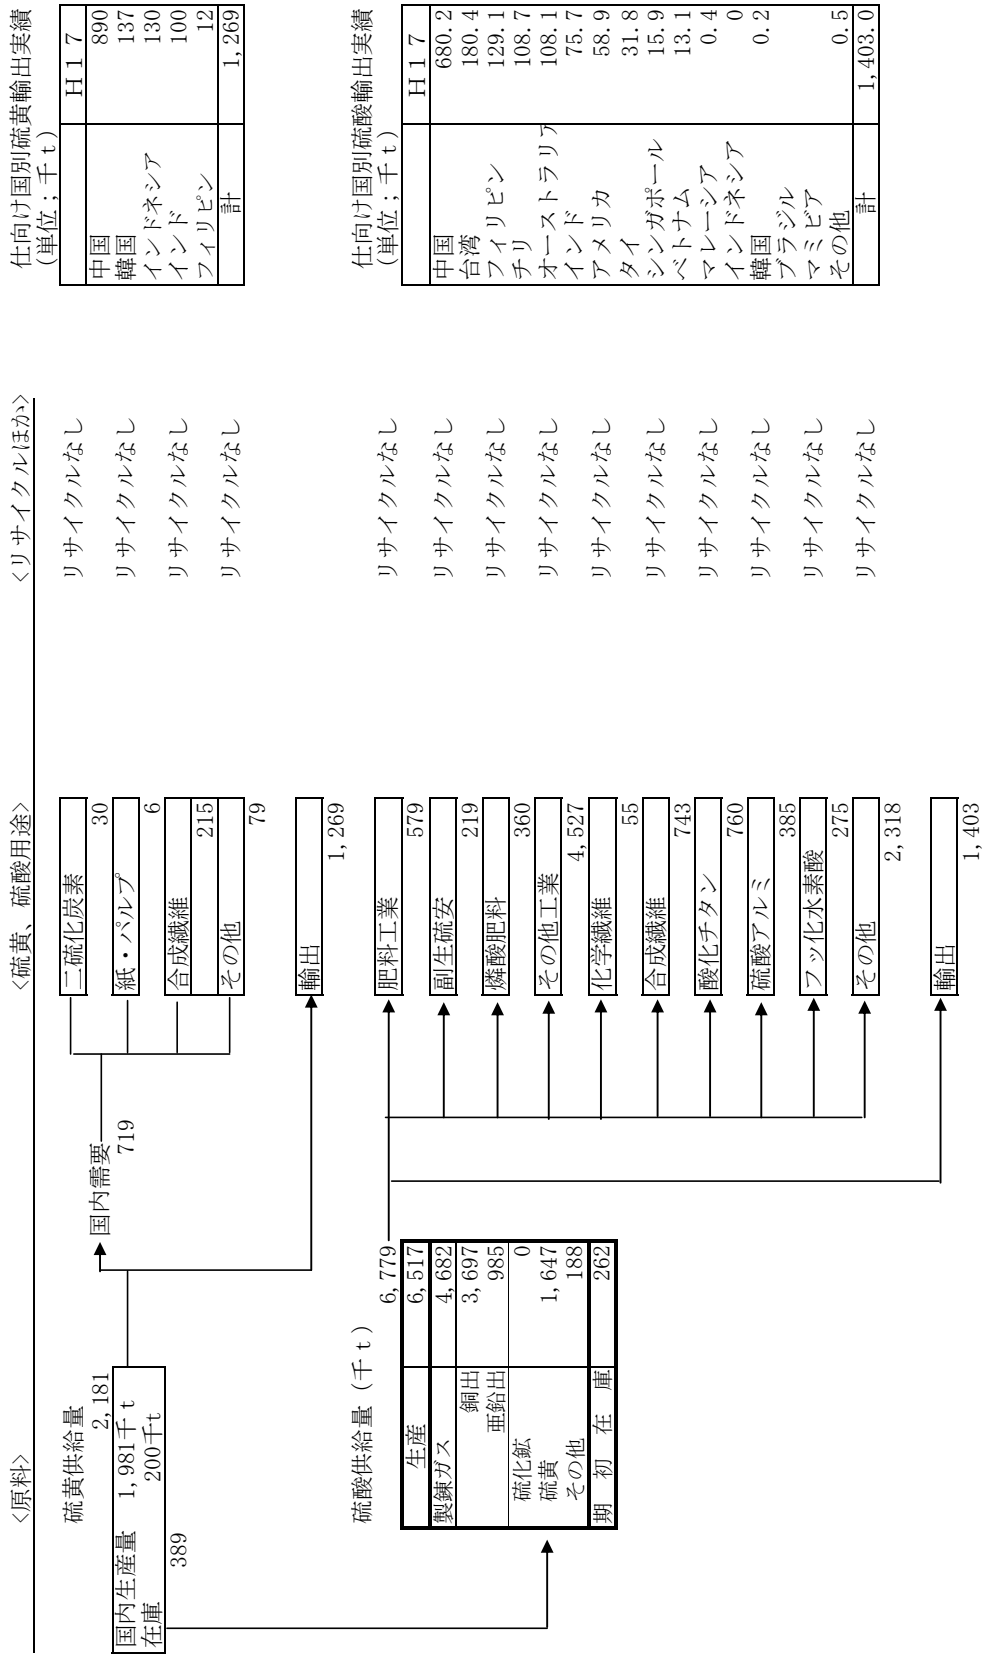 <原料>
<硫黄、硫酸用途>
<リサイクルほか>
硫黄供給量
2,181
国内生産量 1,981千ｔ
在庫 200千t
389
国内需要
719
二硫化炭素
30
紙・パルプ
6
合成繊維
215
その他
79
輸出
1,269
リサイクルなし
リサイクルなし
リサイクルなし
リサイクルなし
硫酸供給量（千ｔ）
6,779
生産 6,517
製錬ガス 4,682
銅出 3,697
亜鉛出 985
硫化鉱 0
硫黄 1,647
その他 188
期 初 在 庫 262
肥料工業
579
副生硫安
219
燐酸肥料
360
その他工業
4,527
化学繊維
55
合成繊維
743
酸化チタン
760
硫酸アルミ
385
フッ化水素酸
275
その他
2,318
輸出
1,403
リサイクルなし
リサイクルなし
リサイクルなし
リサイクルなし
リサイクルなし
リサイクルなし
リサイクルなし
リサイクルなし
リサイクルなし
リサイクルなし
仕向け国別硫黄輸出実績
(単位；千ｔ)
Ｈ１７
中国 890
韓国 137
インドネシア 130
インド 100
フィリピン 12
計 1,269
仕向け国別硫酸輸出実績
(単位；千ｔ)
Ｈ１７
中国 680.2
台湾 180.4
フィリピン 129.1
チリ 108.7
オーストラリア 108.1
インド 75.7
アメリカ 58.9
タイ 31.8
シンガポール 15.9
ベトナム 13.1
マレーシア 0.4
インドネシア 0
韓国 0.2
ブラジル
マミビア
その他 0.5
計 1,403.0